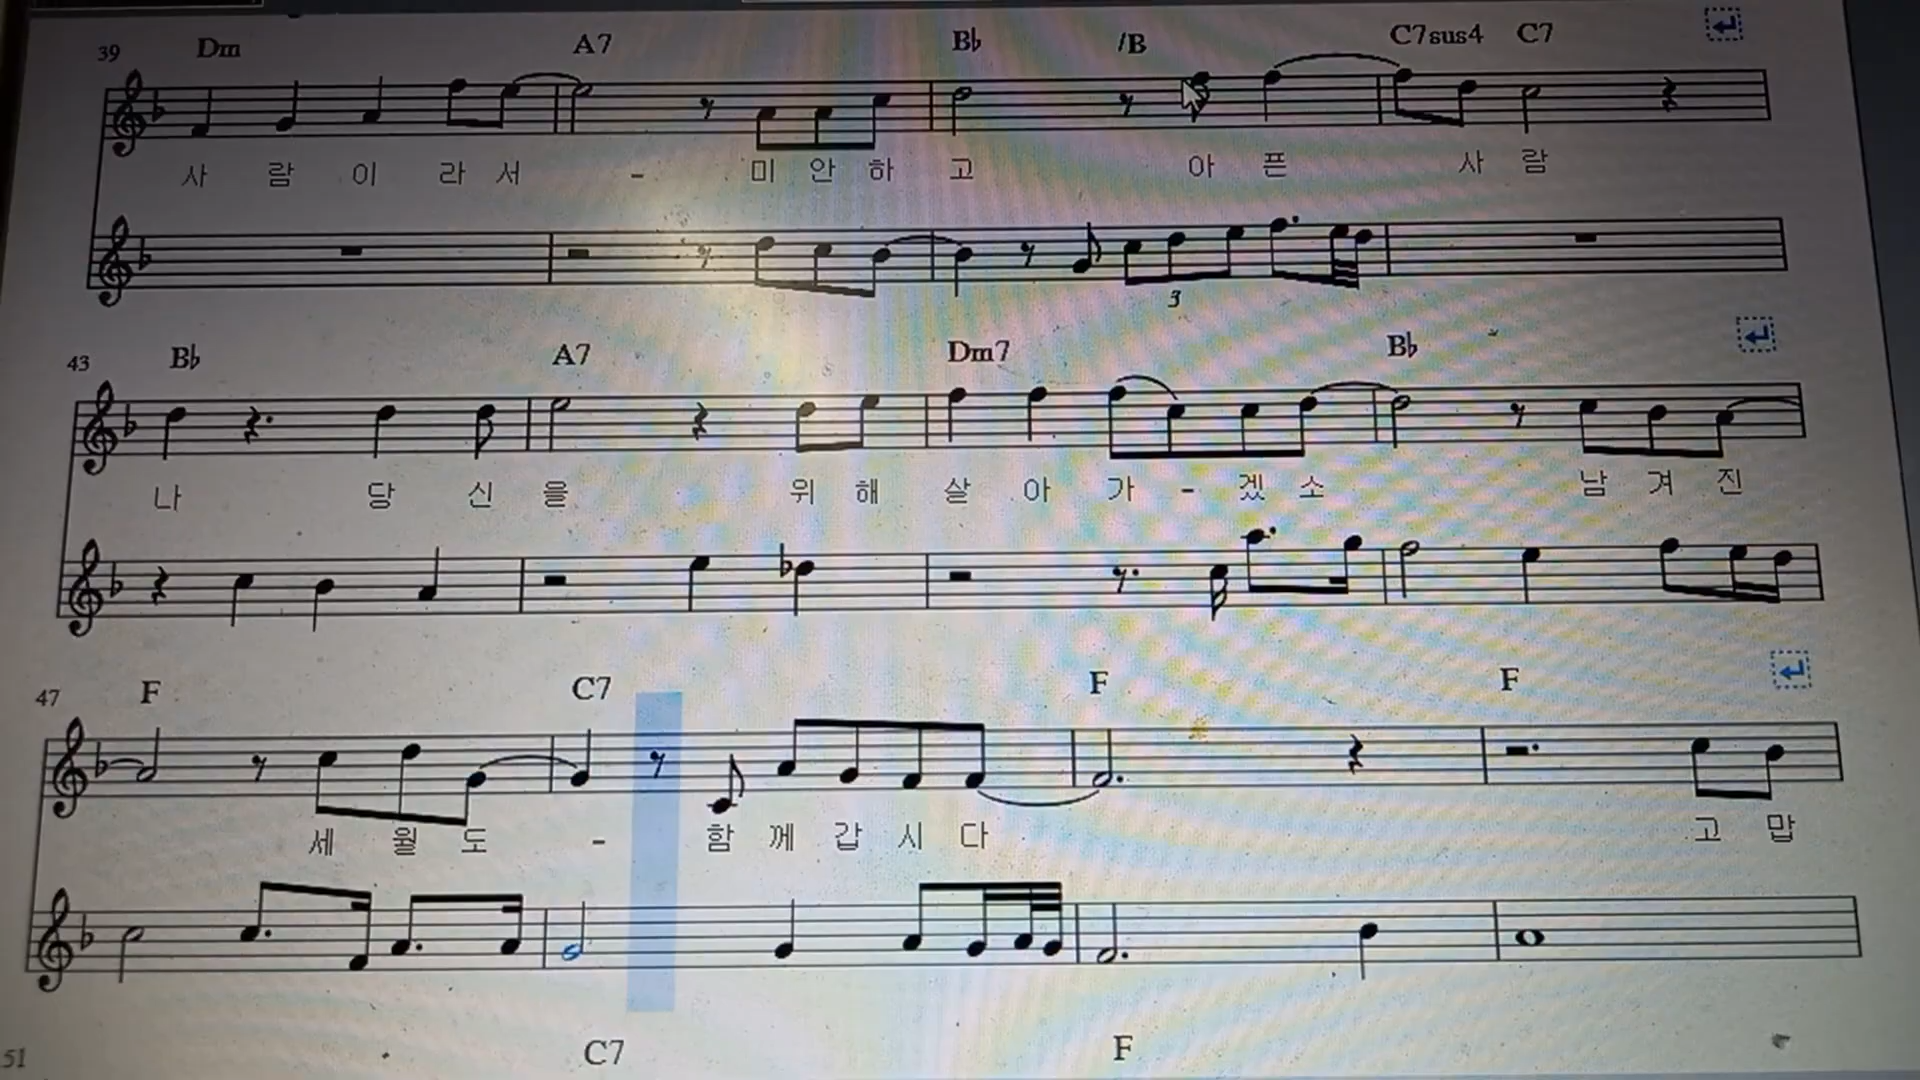 39 Dm A7 B♭ /B C7sus4 C7
사 람 이 라 서 - 미 안 하 고 아 픈 사 람
3
43 B♭ A7 Dm7 B♭
나 당 신 을 위 해 살 아 가 - 겠 소 남 겨 진
47 F C7 F F
세 월 도 - 함 께 갑 시 다 고 맙
51 C7 F